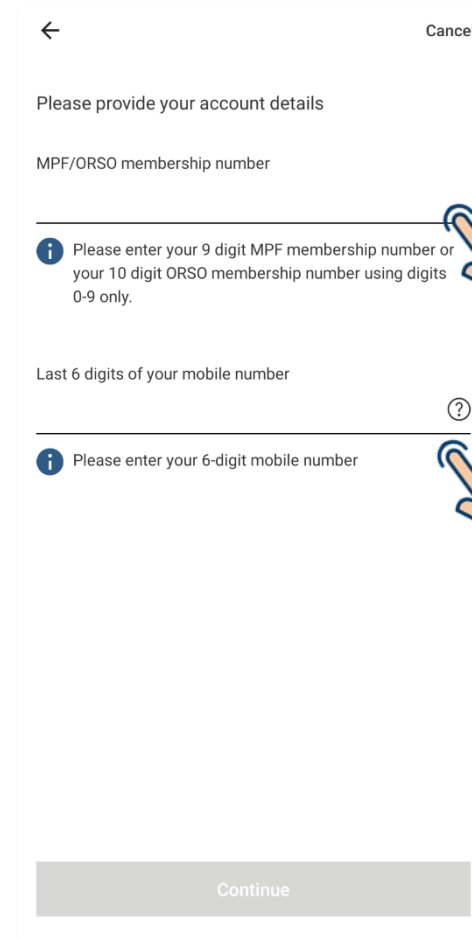 Cancel
Please provide your account details
MPF/ORSO membership number
Please enter your 9 digit MPF membership number or
your 10 digit ORSO membership number using digits
0-9 only.
Last 6 digits of your mobile number
?
Please enter your 6-digit mobile number
Continue